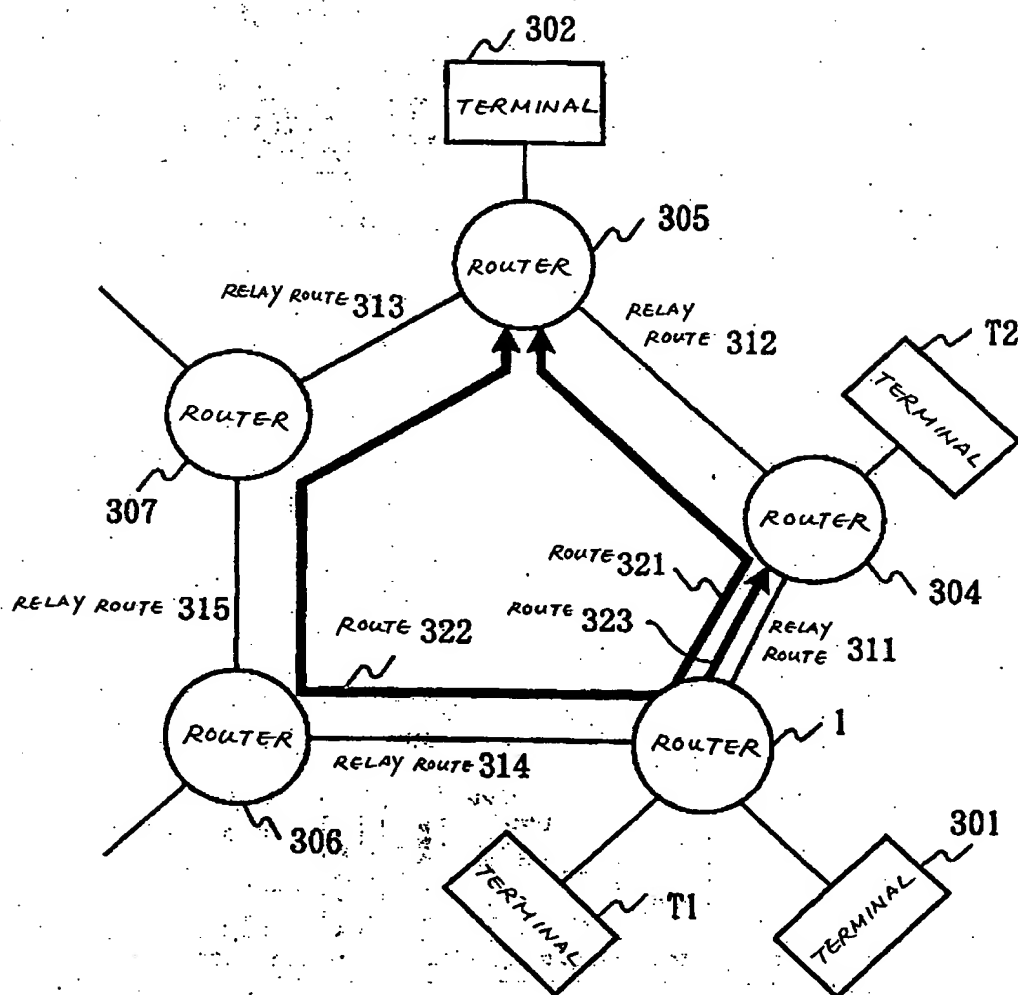 302
TERMINAL
305
ROUTER
RELAY ROUTE 313
RELAY
ROUTE 312
T2
TERMINAL
ROUTER
307
ROUTER
304
ROUTE 321
ROUTE
323
RELAY
ROUTE 311
RELAY ROUTE 315
ROUTE 322
ROUTER
306
RELAY ROUTE 314
ROUTER
1
301
TERMINAL
T1
TERMINAL